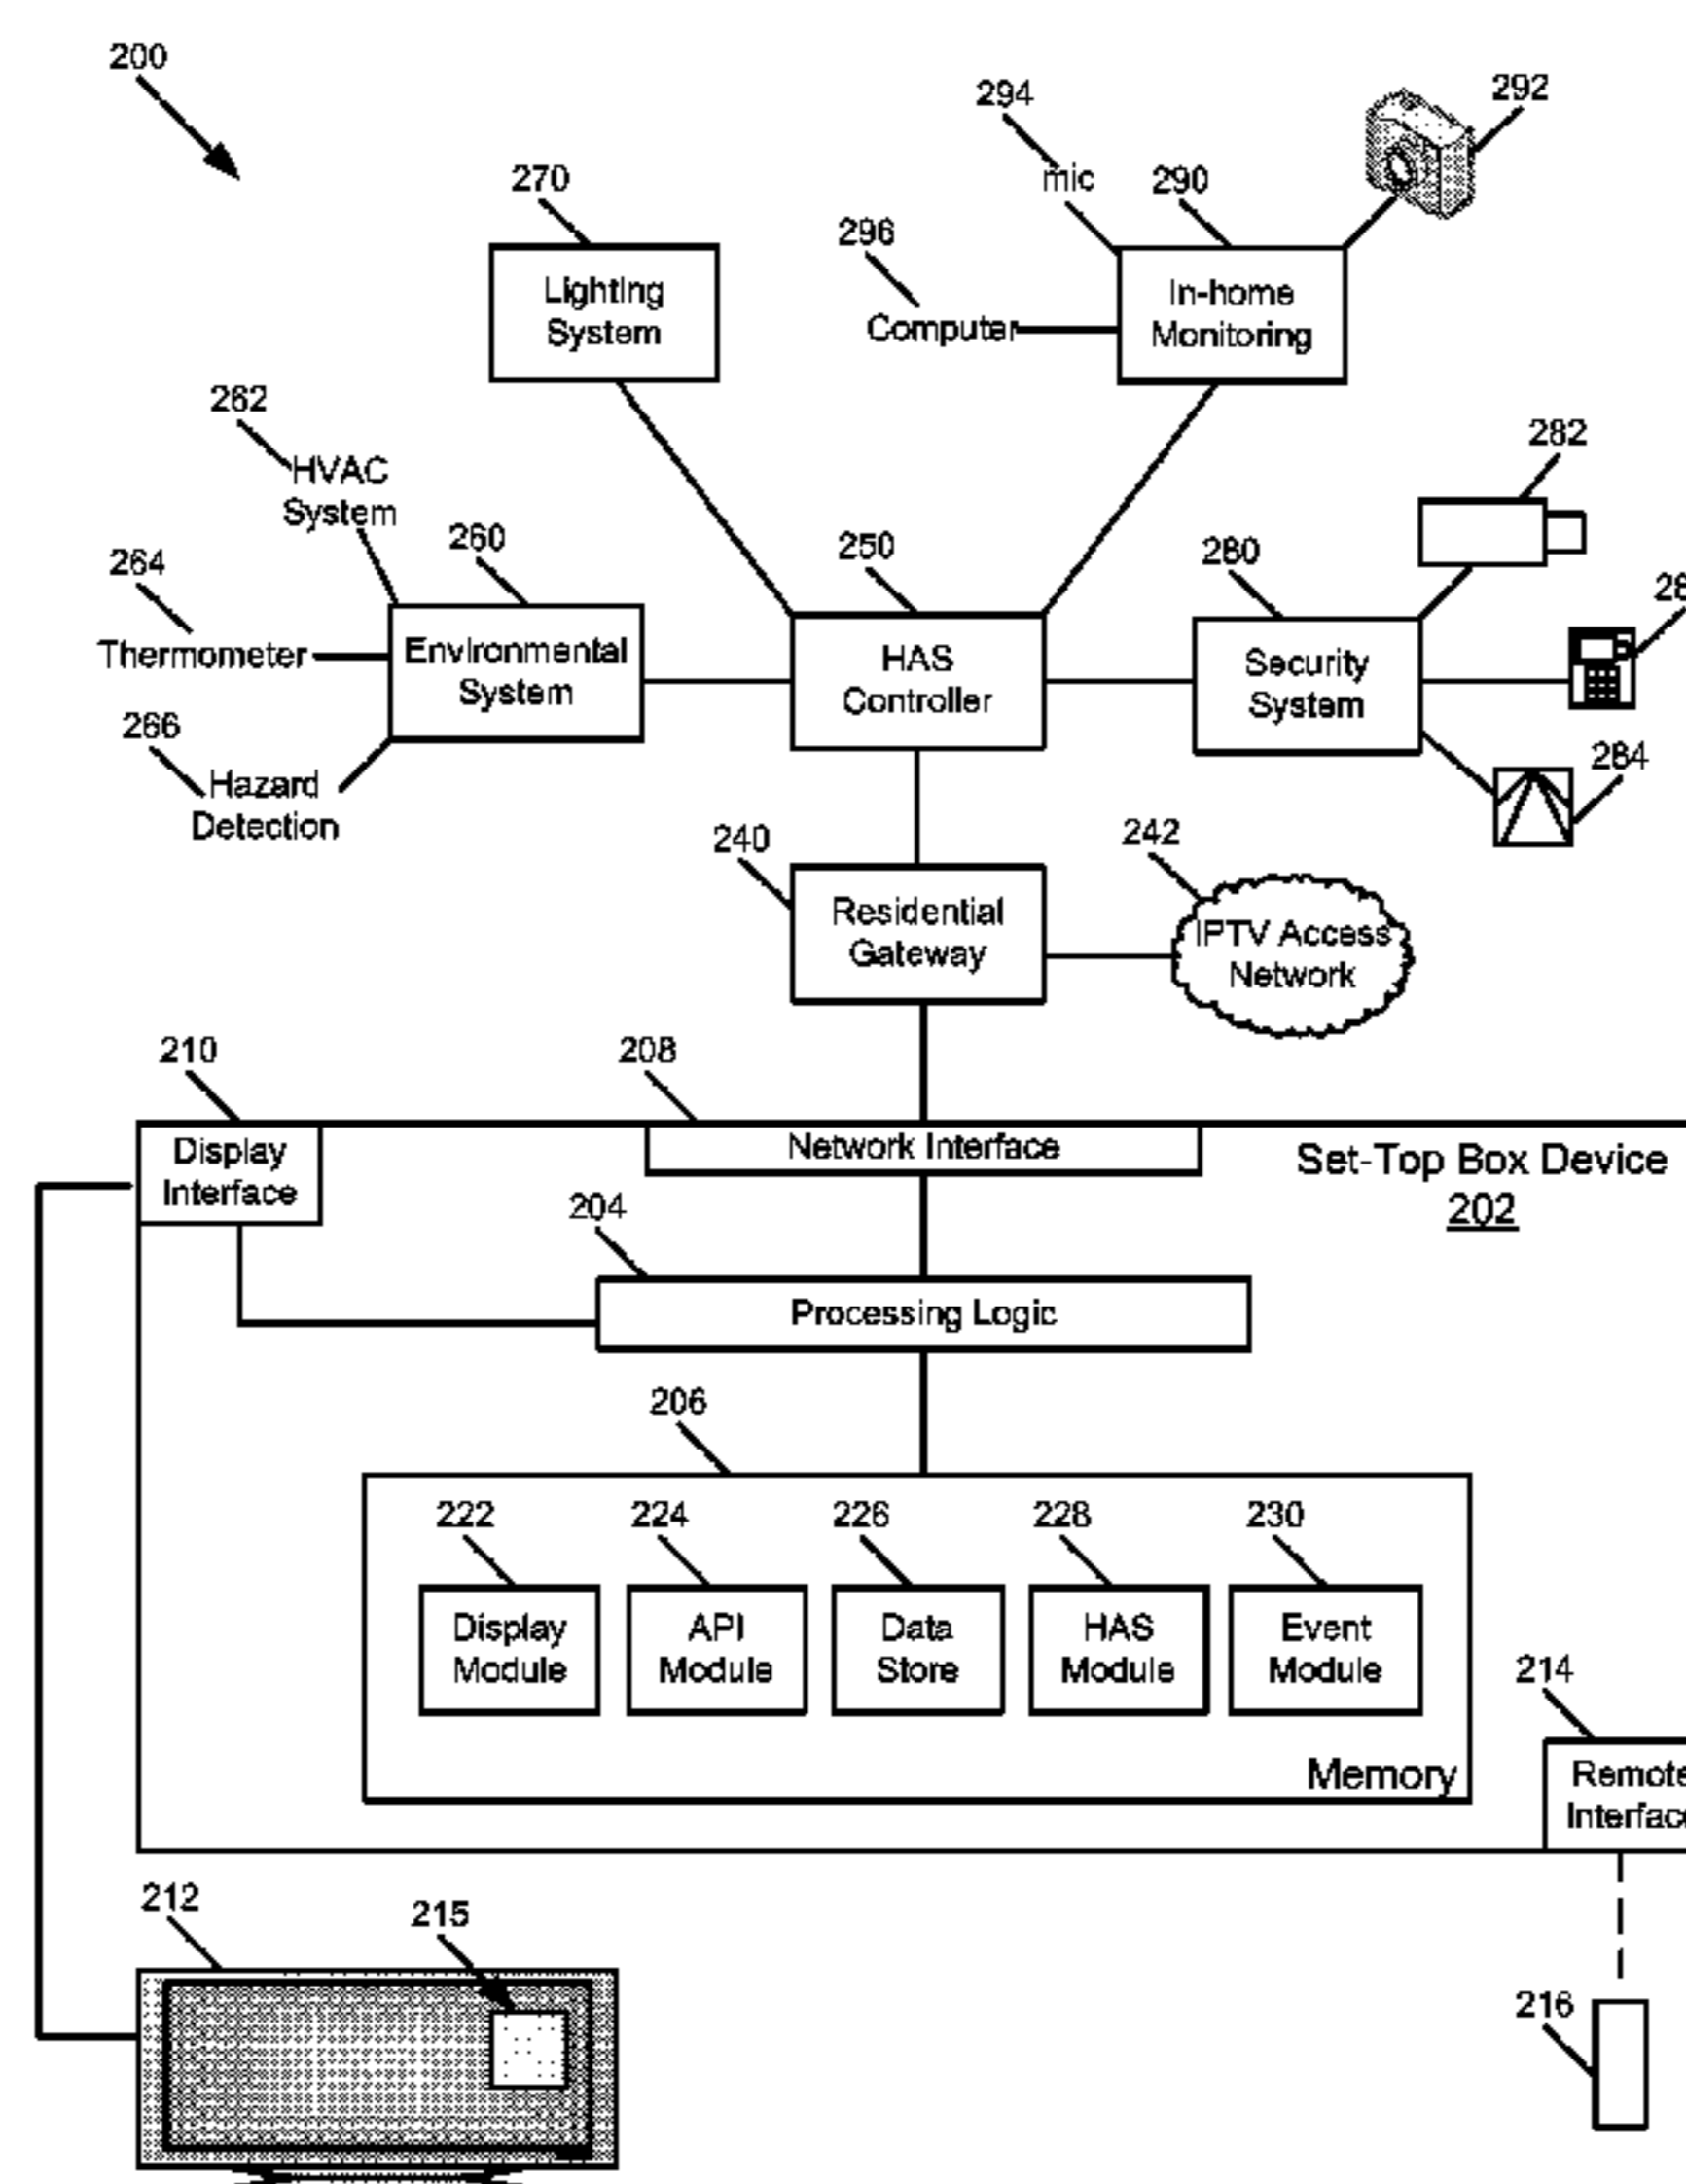 200
294
292
270
mic
290
296
Lighting
System
In-home
Monitoring
Computer
262
282
HVAC
System
264
260
250
280
Thermometer
Environmental
System
HAS
Controller
Security
System
266
284
Hazard
Detection
240
242
Residential
Gateway
IPTV Access
Network
210
208
Display
Interface
Network Interface
Set-Top Box Device
202
204
Processing Logic
206
222
224
226
228
230
Display
Module
API
Module
Data
Store
HAS
Module
Event
Module
214
Memory
Remote
Interface
212
215
216